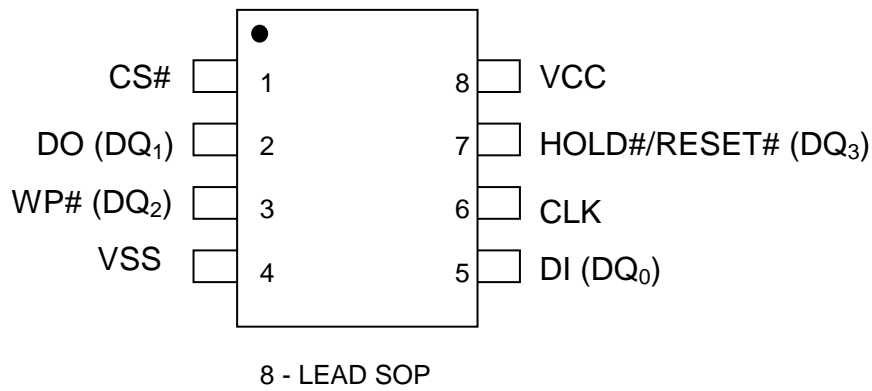 CS# 1 8 VCC
DO (DQ₁) 2 7 HOLD#/RESET# (DQ₃)
WP# (DQ₂) 3 6 CLK
VSS 4 5 DI (DQ₀)
8 - LEAD SOP